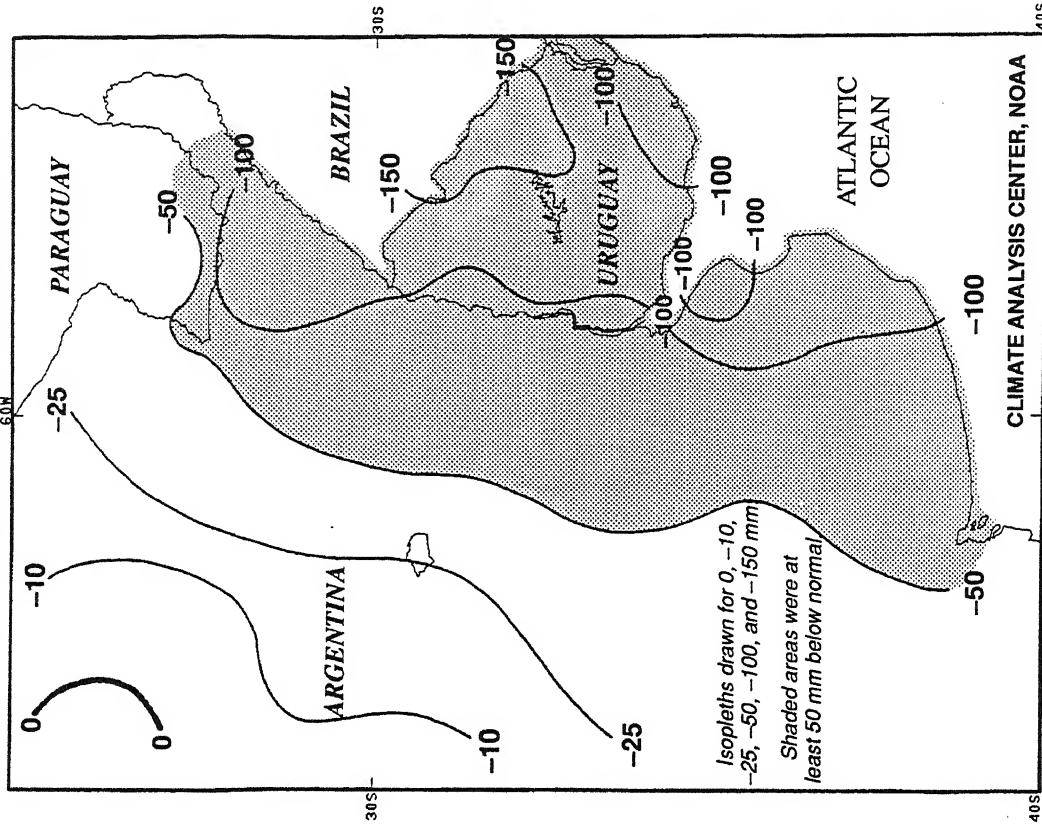 60W
PARAGUAY
-50
-100
-25
-10
0
0
30S
BRAZIL
-150
-150
ARGENTINA
-10
-25
30S
URUGUAY
-100
-100
-100
-100
-100
ATLANTIC
OCEAN
-100
-50
Isopleths drawn for 0, -10,
-25, -50, -100, and -150 mm
Shaded areas were at
least 50 mm below normal
CLIMATE ANALYSIS CENTER, NOAA
40S
40S